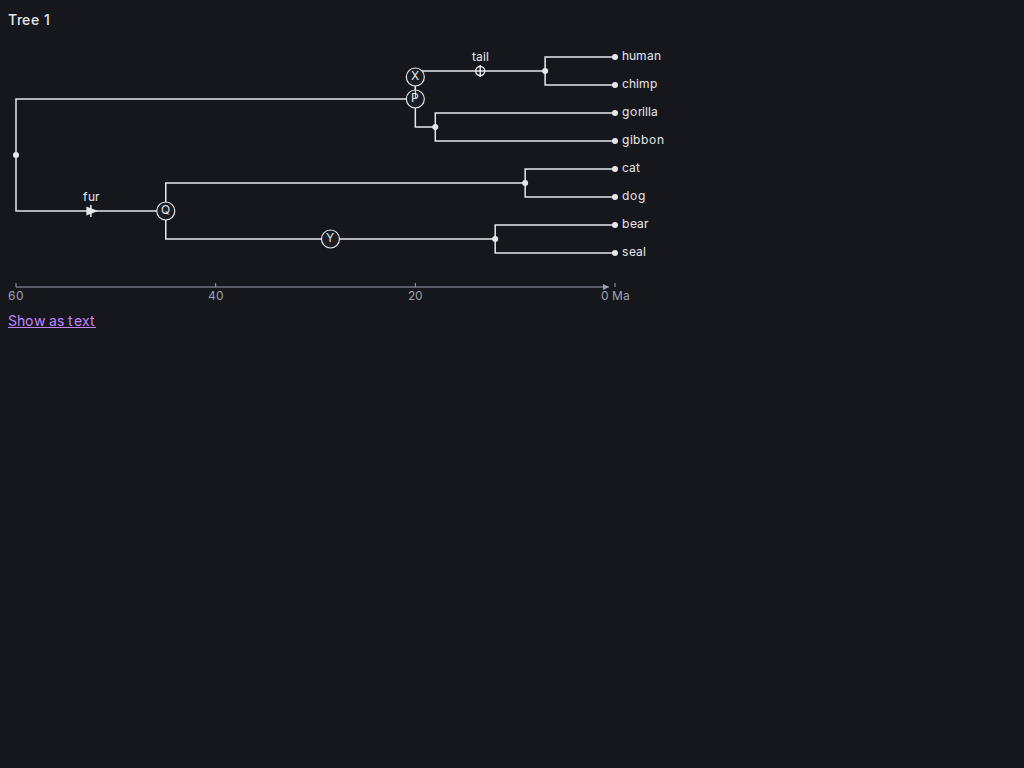 Tree 1
tail
human
X
chimp
P
gorilla
gibbon
cat
fur
dog
Q
bear
Y
seal
60 40 20 0 Ma
Show as text